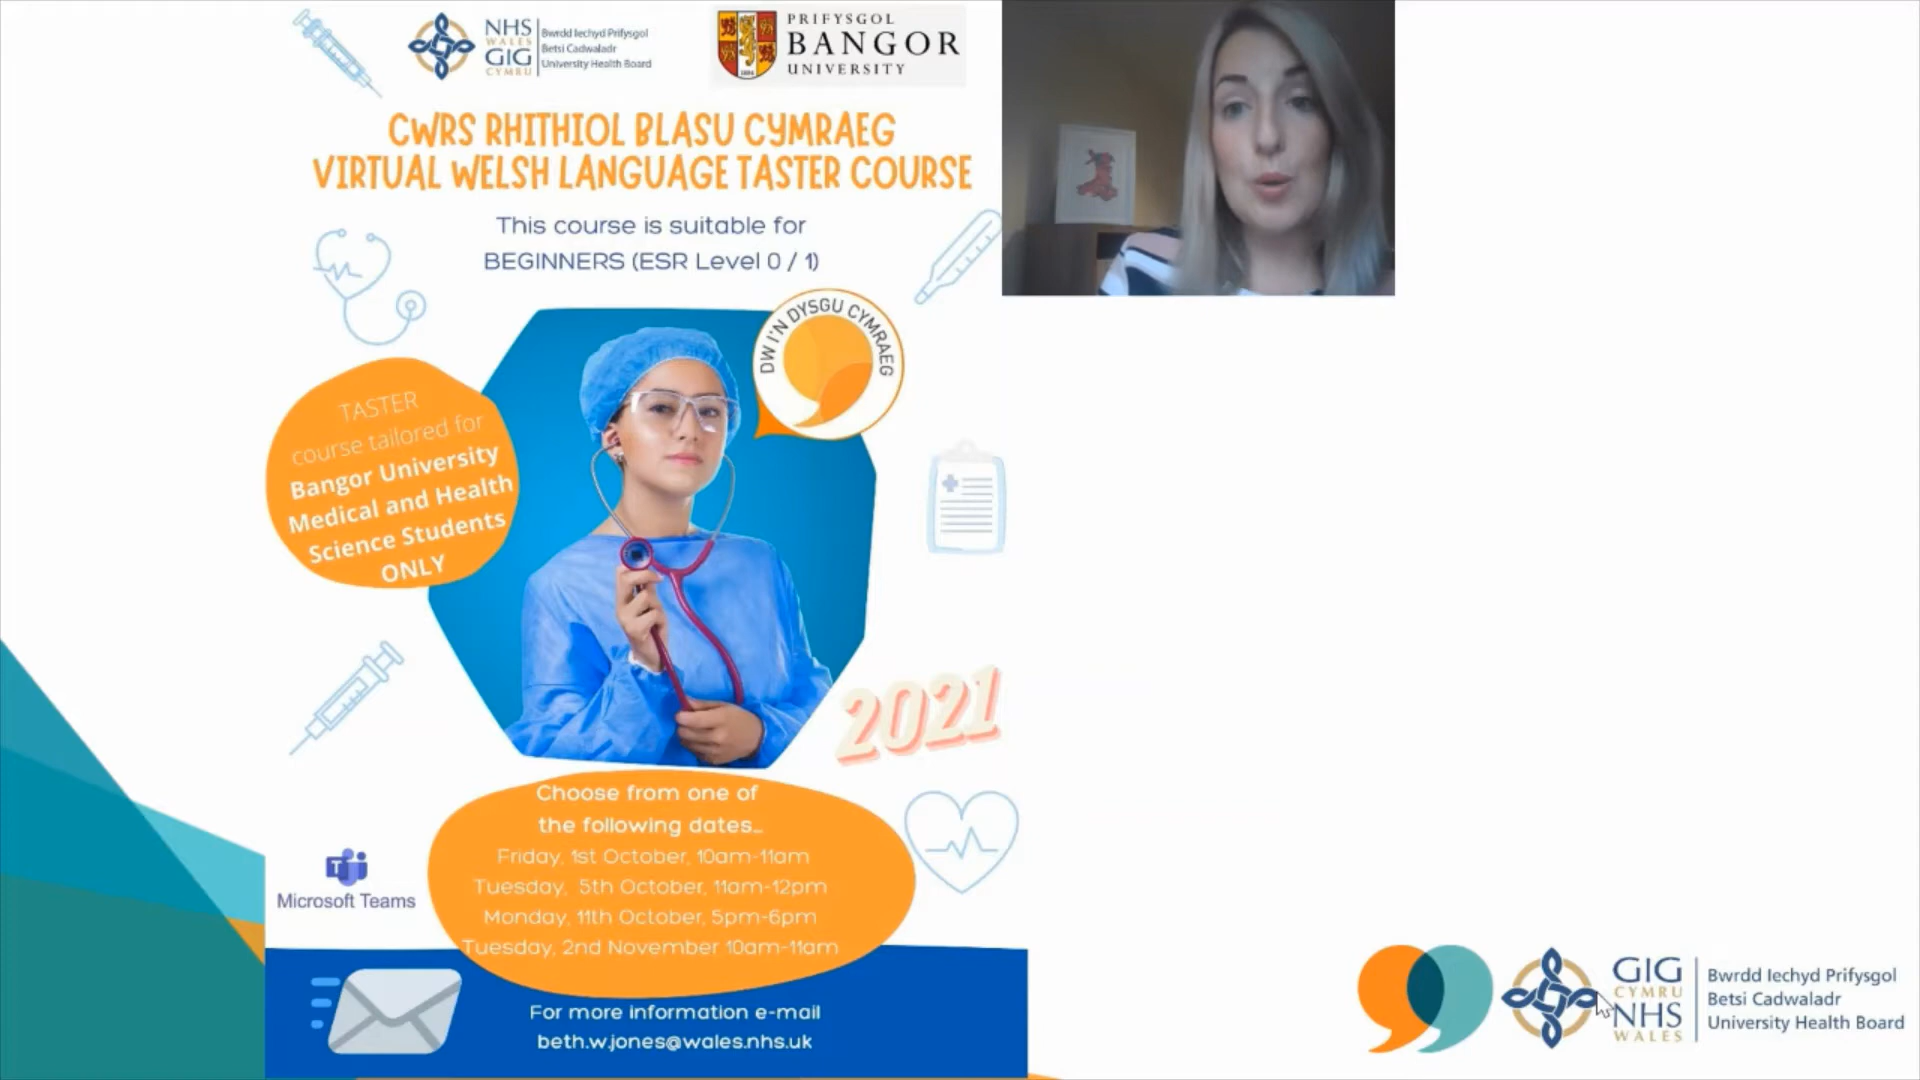 NHS
WALES
GIG
CYMRU
Bwrdd Iechyd Prifysgol
Betsi Cadwaladr
University Health Board
PRIFYSGOL
BANGOR
UNIVERSITY
1884
CWRS RHITHIOL BLASU CYMRAEG
VIRTUAL WELSH LANGUAGE TASTER COURSE
This course is suitable for
BEGINNERS (ESR Level 0 / 1)
DW I'N DYSGU CYMRAEG
TASTER
course tailored for
Bangor University
Medical and Health
Science Students
ONLY
2021
Choose from one of
the following dates...
Friday, 1st October, 10am-11am
Tuesday, 5th October, 11am-12pm
Monday, 11th October, 5pm-6pm
Tuesday, 2nd November 10am-11am
T
Microsoft Teams
For more information e-mail
beth.w.jones@wales.nhs.uk
GIG
CYMRU
NHS
WALES
Bwrdd Iechyd Prifysgol
Betsi Cadwaladr
University Health Board